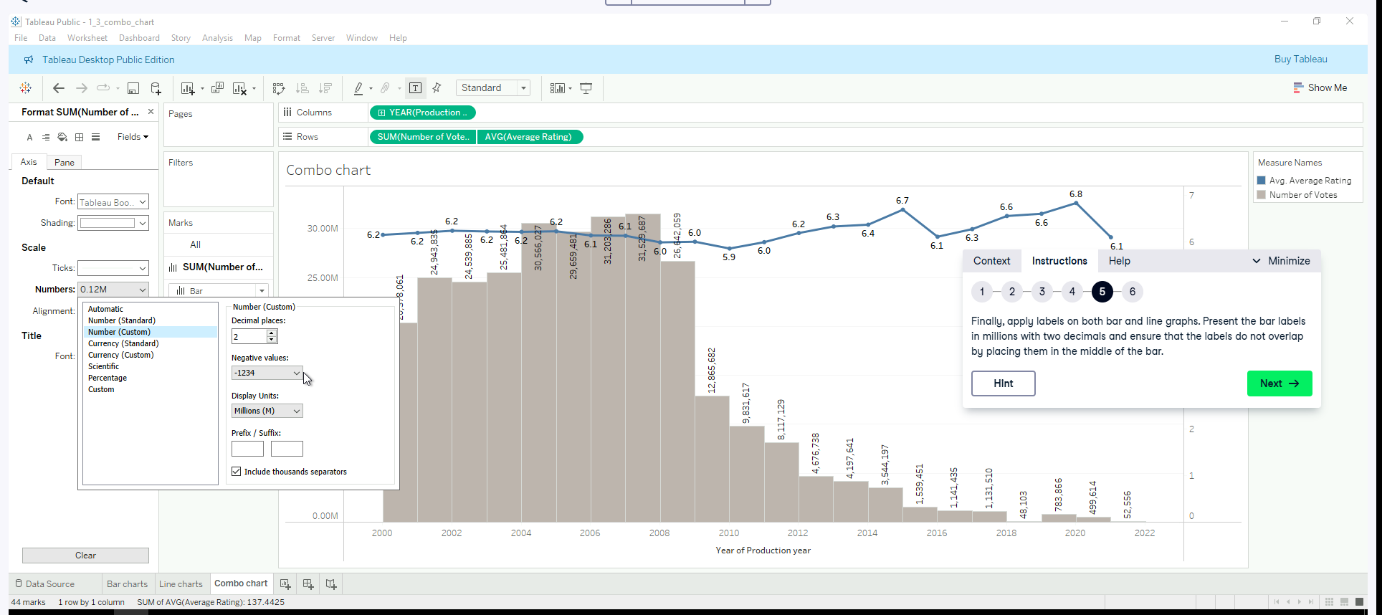 Tableau Public - 1_3_combo_chart
File Data Worksheet Dashboard Story Analysis Map Format Server Window Help
Tableau Desktop Public Edition
Buy Tableau
Standard
Show Me
Format SUM(Number of ...
Fields
Axis Pane
Default
Font: Tableau Boo..
Shading:
Scale
Ticks:
Numbers: 0.12M
Alignment:
Title
Font:
Automatic
Number (Standard)
Number (Custom)
Currency (Standard)
Currency (Custom)
Scientific
Percentage
Custom
Number (Custom)
Decimal places:
2
Negative values:
-1234
Display Units:
Millions (M)
Prefix / Suffix:
Include thousands separators
Clear
Pages
Filters
Marks
All
SUM(Number of...
Bar
Columns
YEAR(Production ..
Rows
SUM(Number of Vote.. AVG(Average Rating)
Combo chart
30.00M
25.00M
0.00M
6.2 6.2 6.2 6.2 6.2 6.2 6.1 6.1 6.0 6.0 5.9 6.0 6.2 6.3 6.4 6.7 6.1 6.3 6.6 6.6 6.8 6.1
24,943,835
24,539,885
25,481,864
30,566,027
29,659,481
31,203,286
31,529,687
26,642,059
12,865,682
9,831,617
8,117,129
4,676,738
4,197,641
3,544,197
1,539,451
1,141,435
1,131,510
48,103
783,866
499,614
52,556
7
6
2
1
0
2000 2002 2004 2006 2008 2010 2012 2014 2016 2018 2020 2022
Year of Production year
Measure Names
Avg. Average Rating
Number of Votes
Context Instructions Help Minimize
1 2 3 4 5 6
Finally, apply labels on both bar and line graphs. Present the bar labels
in millions with two decimals and ensure that the labels do not overlap
by placing them in the middle of the bar.
HInt
Next
Data Source Bar charts Line charts Combo chart
44 marks 1 row by 1 column SUM of AVG(Average Rating): 137.4425